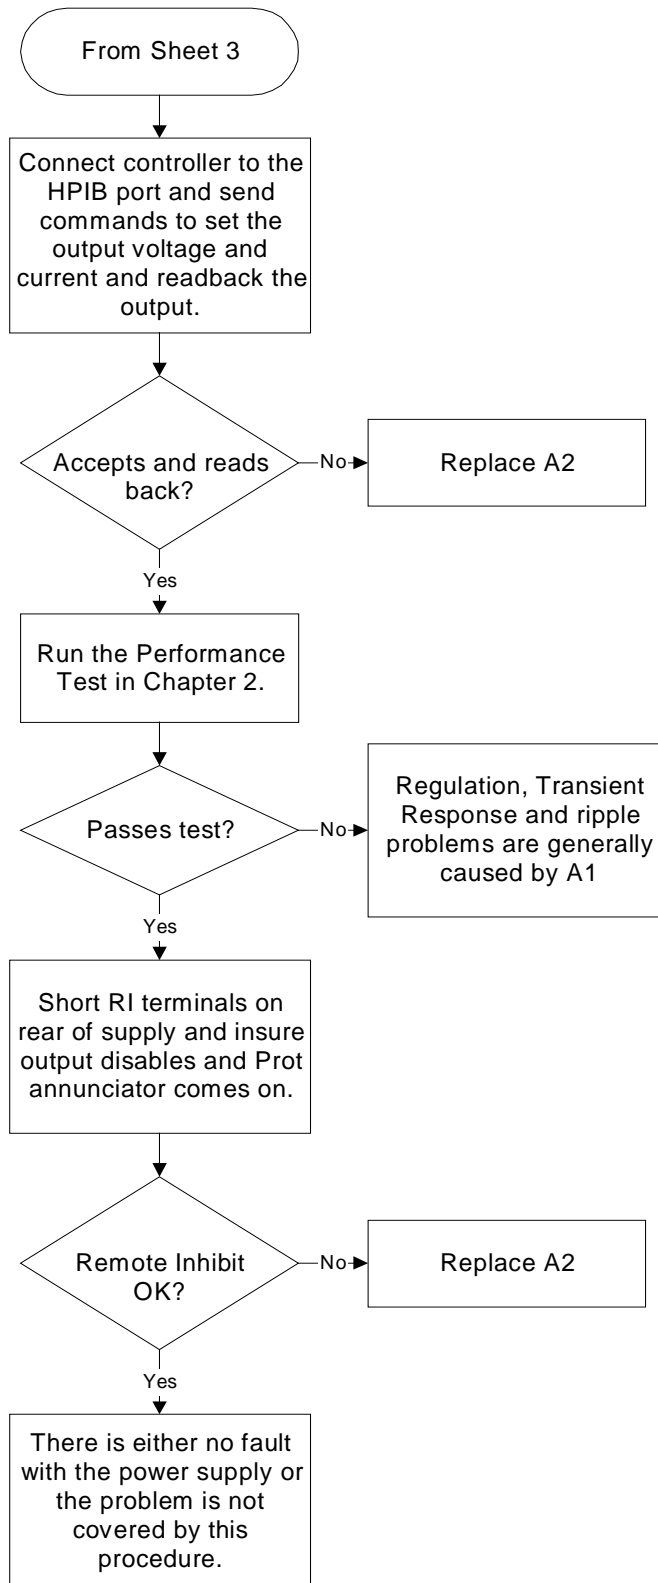 From Sheet 3
Connect controller to the
HPIB port and send
commands to set the
output voltage and
current and readback the
output.
Accepts and reads
back?
No
Replace A2
Yes
Run the Performance
Test in Chapter 2.
Passes test?
No
Regulation, Transient
Response and ripple
problems are generally
caused by A1
Yes
Short RI terminals on
rear of supply and insure
output disables and Prot
annunciator comes on.
Remote Inhibit
OK?
No
Replace A2
Yes
There is either no fault
with the power supply or
the problem is not
covered by this
procedure.